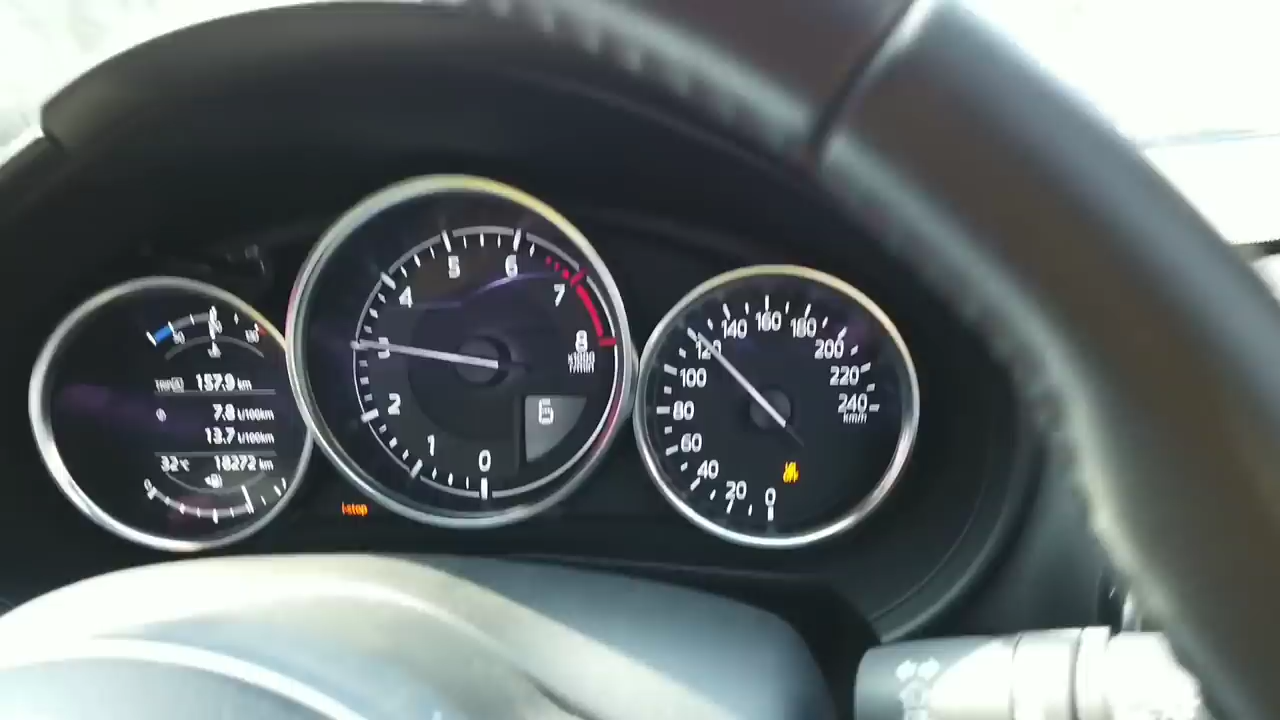 TRIP A 157.9 km
7.8 L/100km
13.7 L/100km
32°C 18272 km
0
1
2
3
4
5
6
7
8
x1000
r/min
6
i-stop
0
20
40
60
80
100
120
140
160
180
200
220
240
km/h